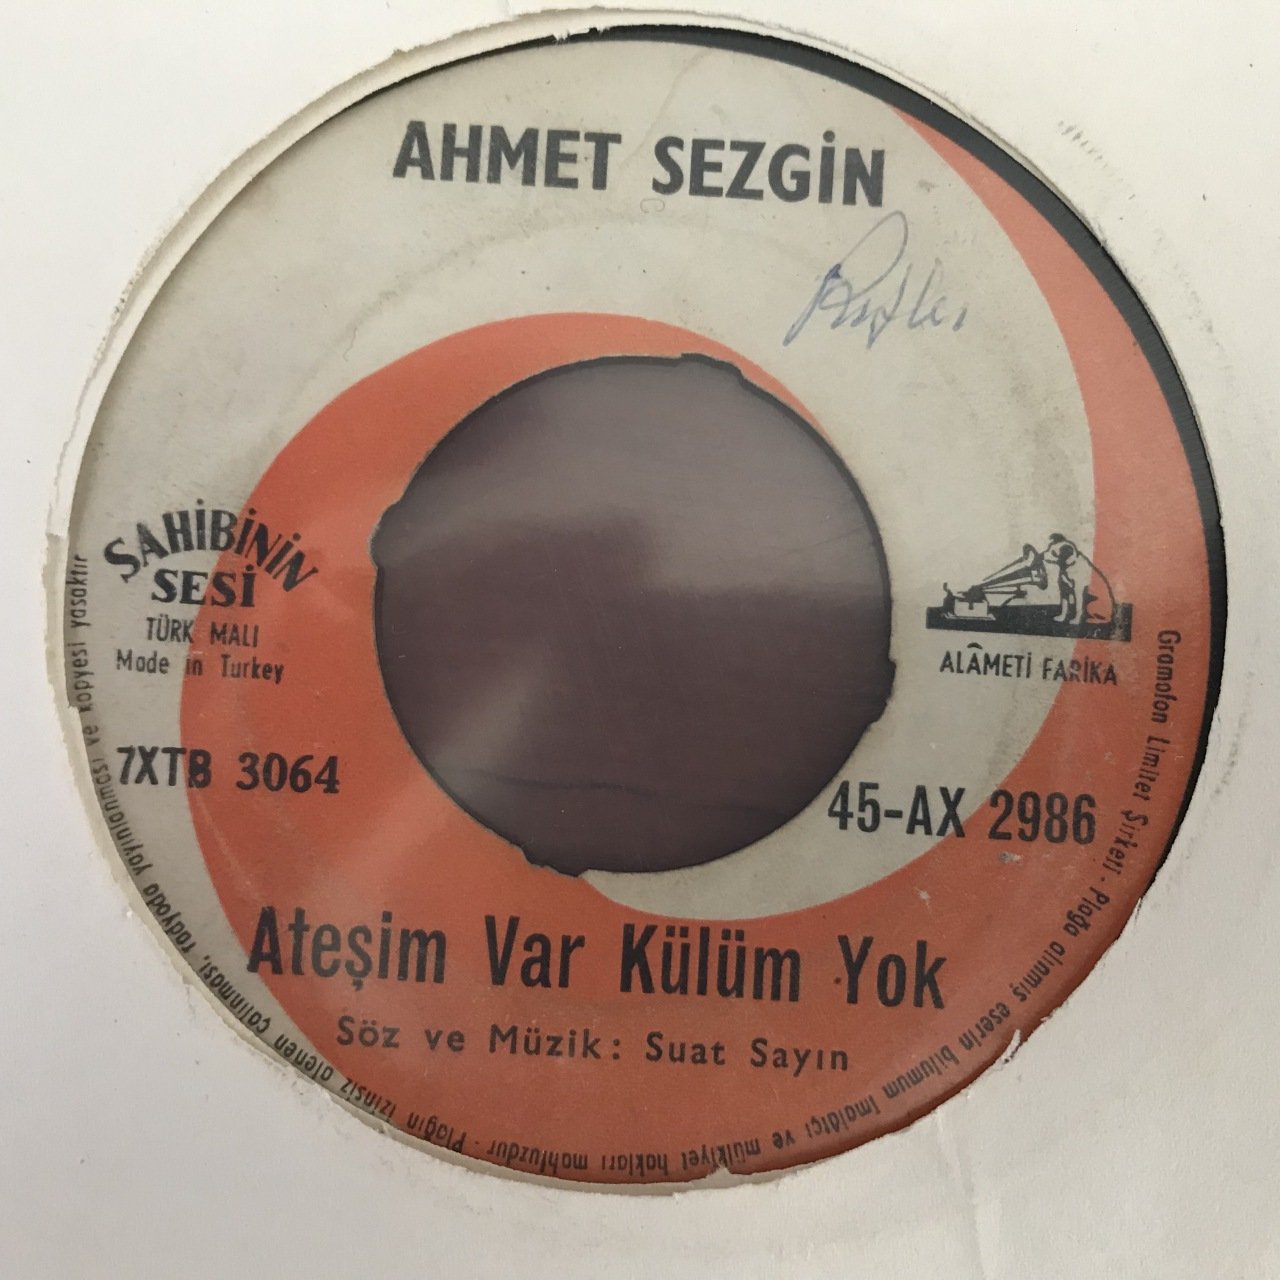 AHMET SEZGİN
SAHİBİNİN
SESİ
TÜRK MALI
Made in Turkey
ALÂMETİ FARİKA
7XTB 3064
45-AX 2986
Ateşim Var Külüm Yok
Söz ve Müzik: Suat Sayın
Gramofon Limitet Şirketi - Plağa alınmış eserin bilumum imalâtçı ve mülkiyet hakları mahfuzdur - Plağın izinsiz alenen çalınması, radyoda yayınlanması ve kopyesi yasaktır